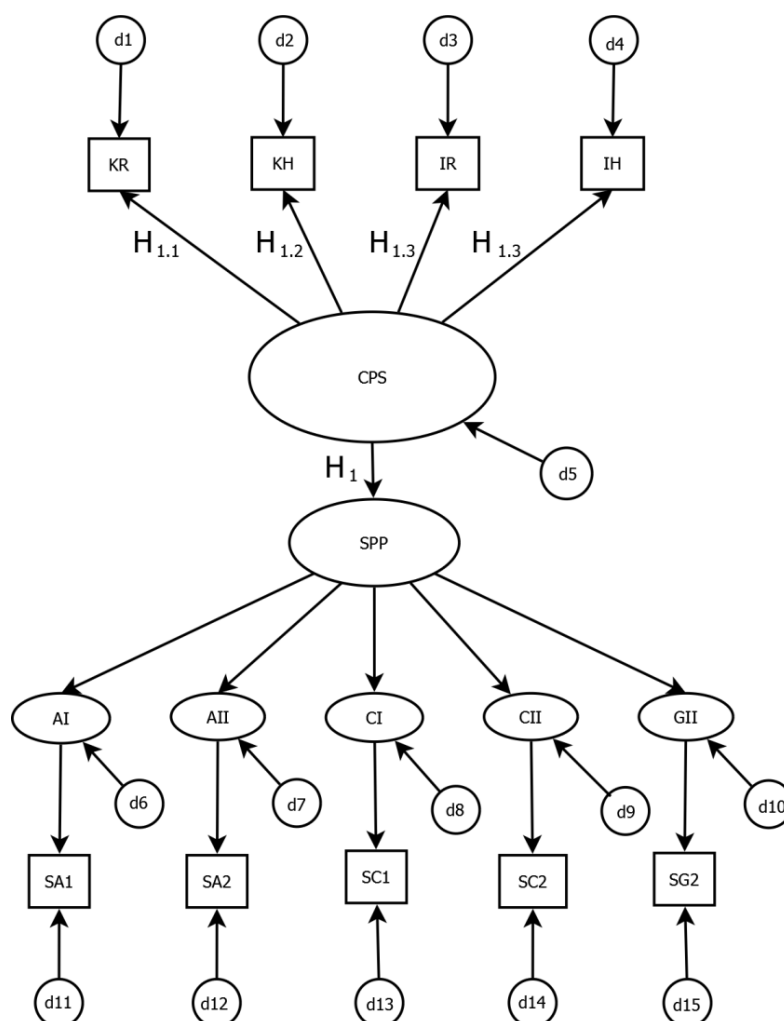 d1 d2 d3 d4
KR KH IR IH
H1.1 H1.2 H1.3 H1.3
CPS
H1
d5
SPP
AI AII CI CII GII
d6 d7 d8 d9 d10
SA1 SA2 SC1 SC2 SG2
d11 d12 d13 d14 d15